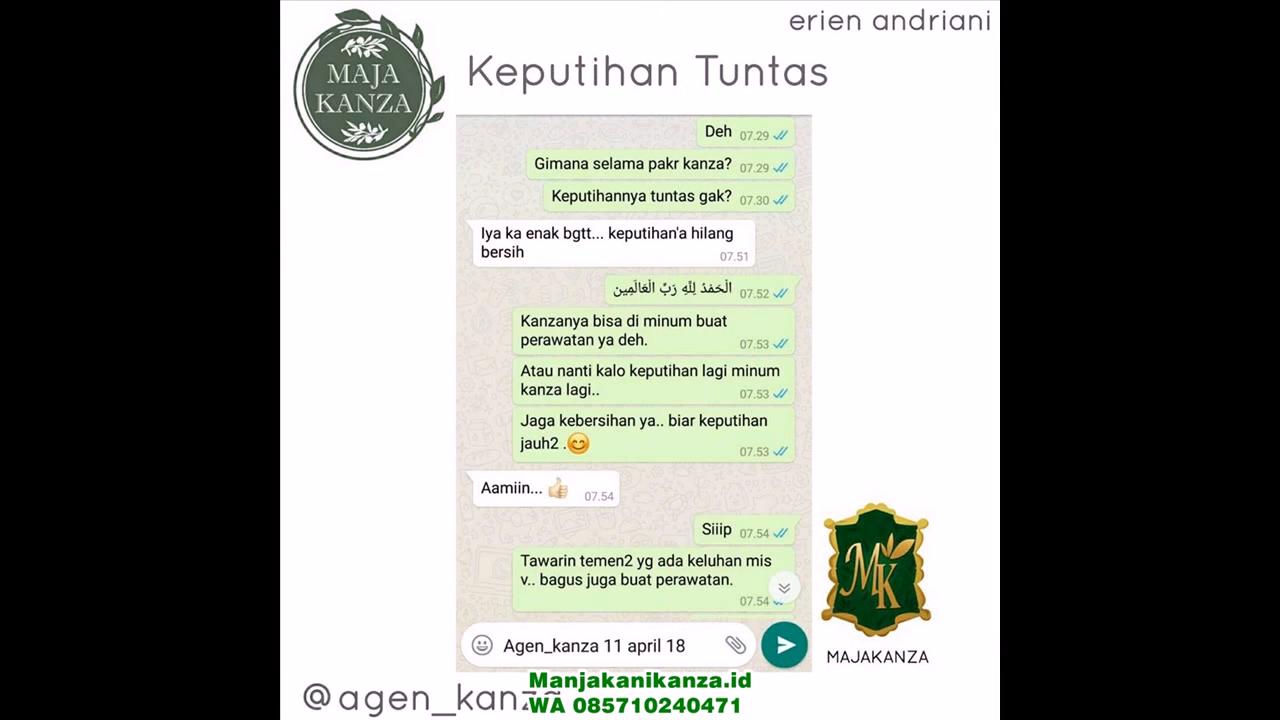 erien andriani
MAJA
KANZA
Keputihan Tuntas
Deh 07.29
Gimana selama pakr kanza? 07.29
Keputihannya tuntas gak? 07.30
Iya ka enak bgtt... keputihan'a hilang
bersih 07.51
الْحَمْدُ لِلّٰهِ رَبِّ الْعَالَمِين 07.52
Kanzanya bisa di minum buat
perawatan ya deh. 07.53
Atau nanti kalo keputihan lagi minum
kanza lagi.. 07.53
Jaga kebersihan ya.. biar keputihan
jauh2 .😊 07.53
Aamiin... 👍🏻 07.54
Siiip 07.54
Tawarin temen2 yg ada keluhan mis
v.. bagus juga buat perawatan.
07.54
Agen_kanza 11 april 18
MK
MAJAKANZA
@agen_kanza
Manjakanikanza.id
WA 085710240471